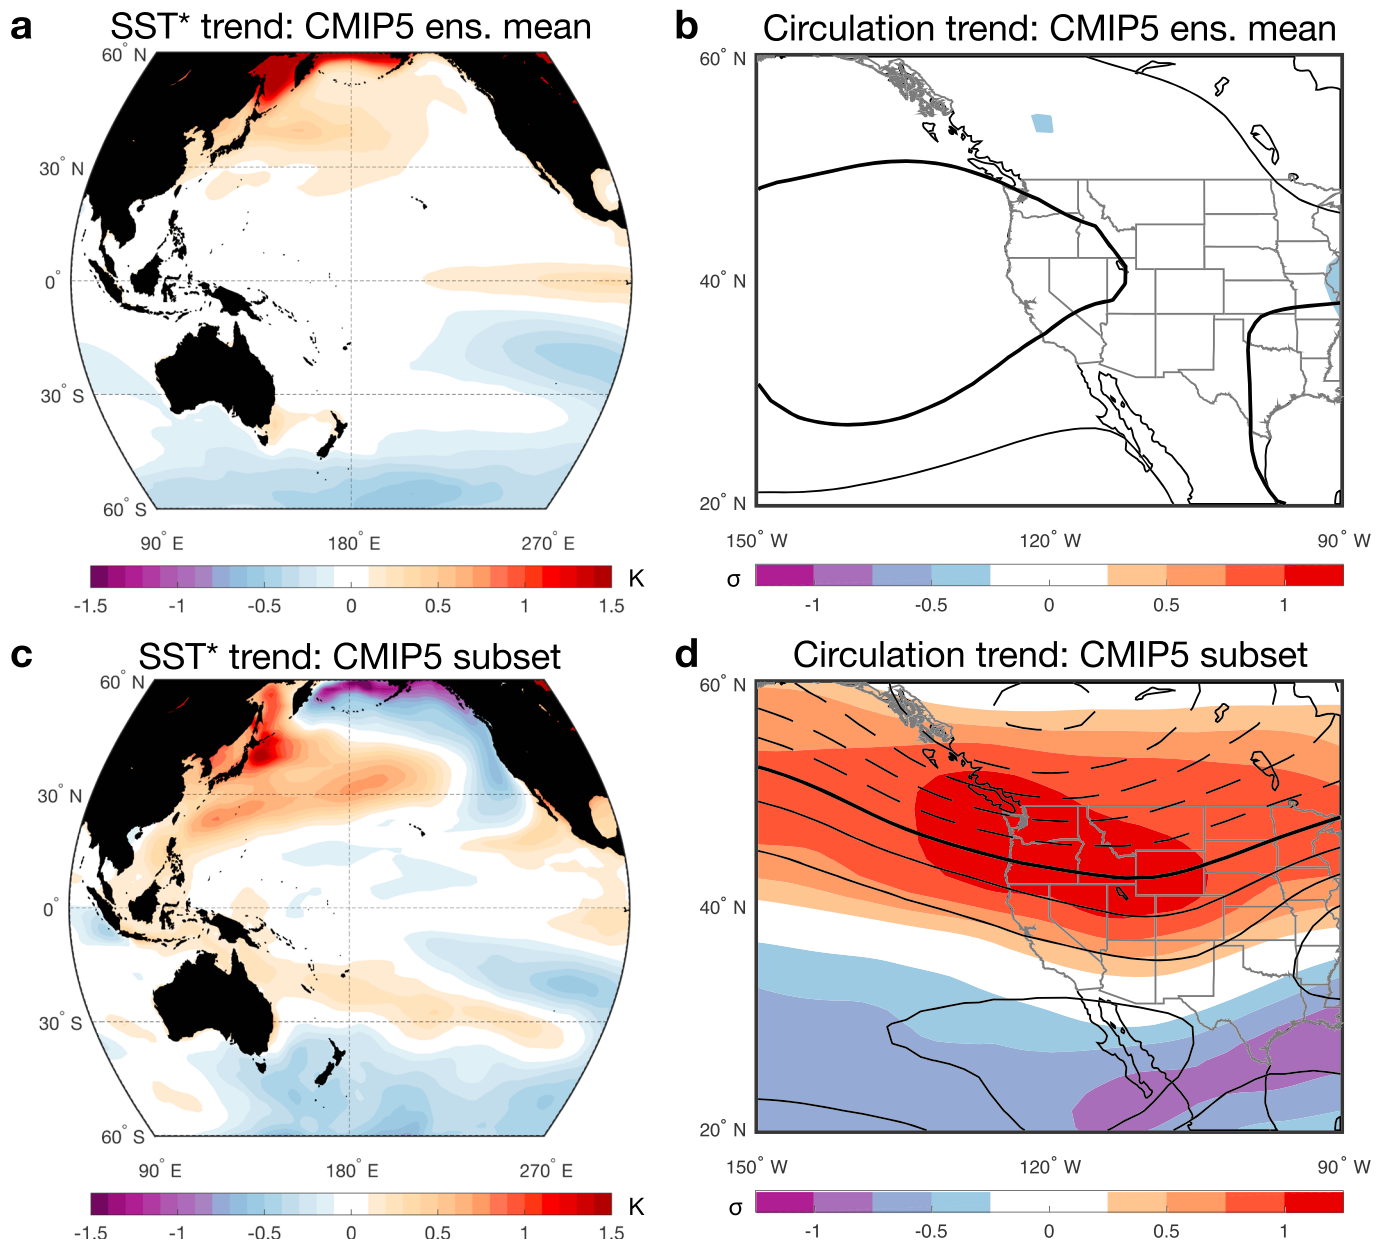 a
SST* trend: CMIP5 ens. mean
60° N
30° N
0°
30° S
60° S
90° E
180° E
270° E
K
-1.5
-1
-0.5
0
0.5
1
1.5
b
Circulation trend: CMIP5 ens. mean
60° N
40° N
20° N
150° W
120° W
90° W
σ
-1
-0.5
0
0.5
1
c
SST* trend: CMIP5 subset
60° N
30° N
0°
30° S
60° S
90° E
180° E
270° E
K
-1.5
-1
-0.5
0
0.5
1
1.5
d
Circulation trend: CMIP5 subset
60° N
40° N
20° N
150° W
120° W
90° W
σ
-1
-0.5
0
0.5
1